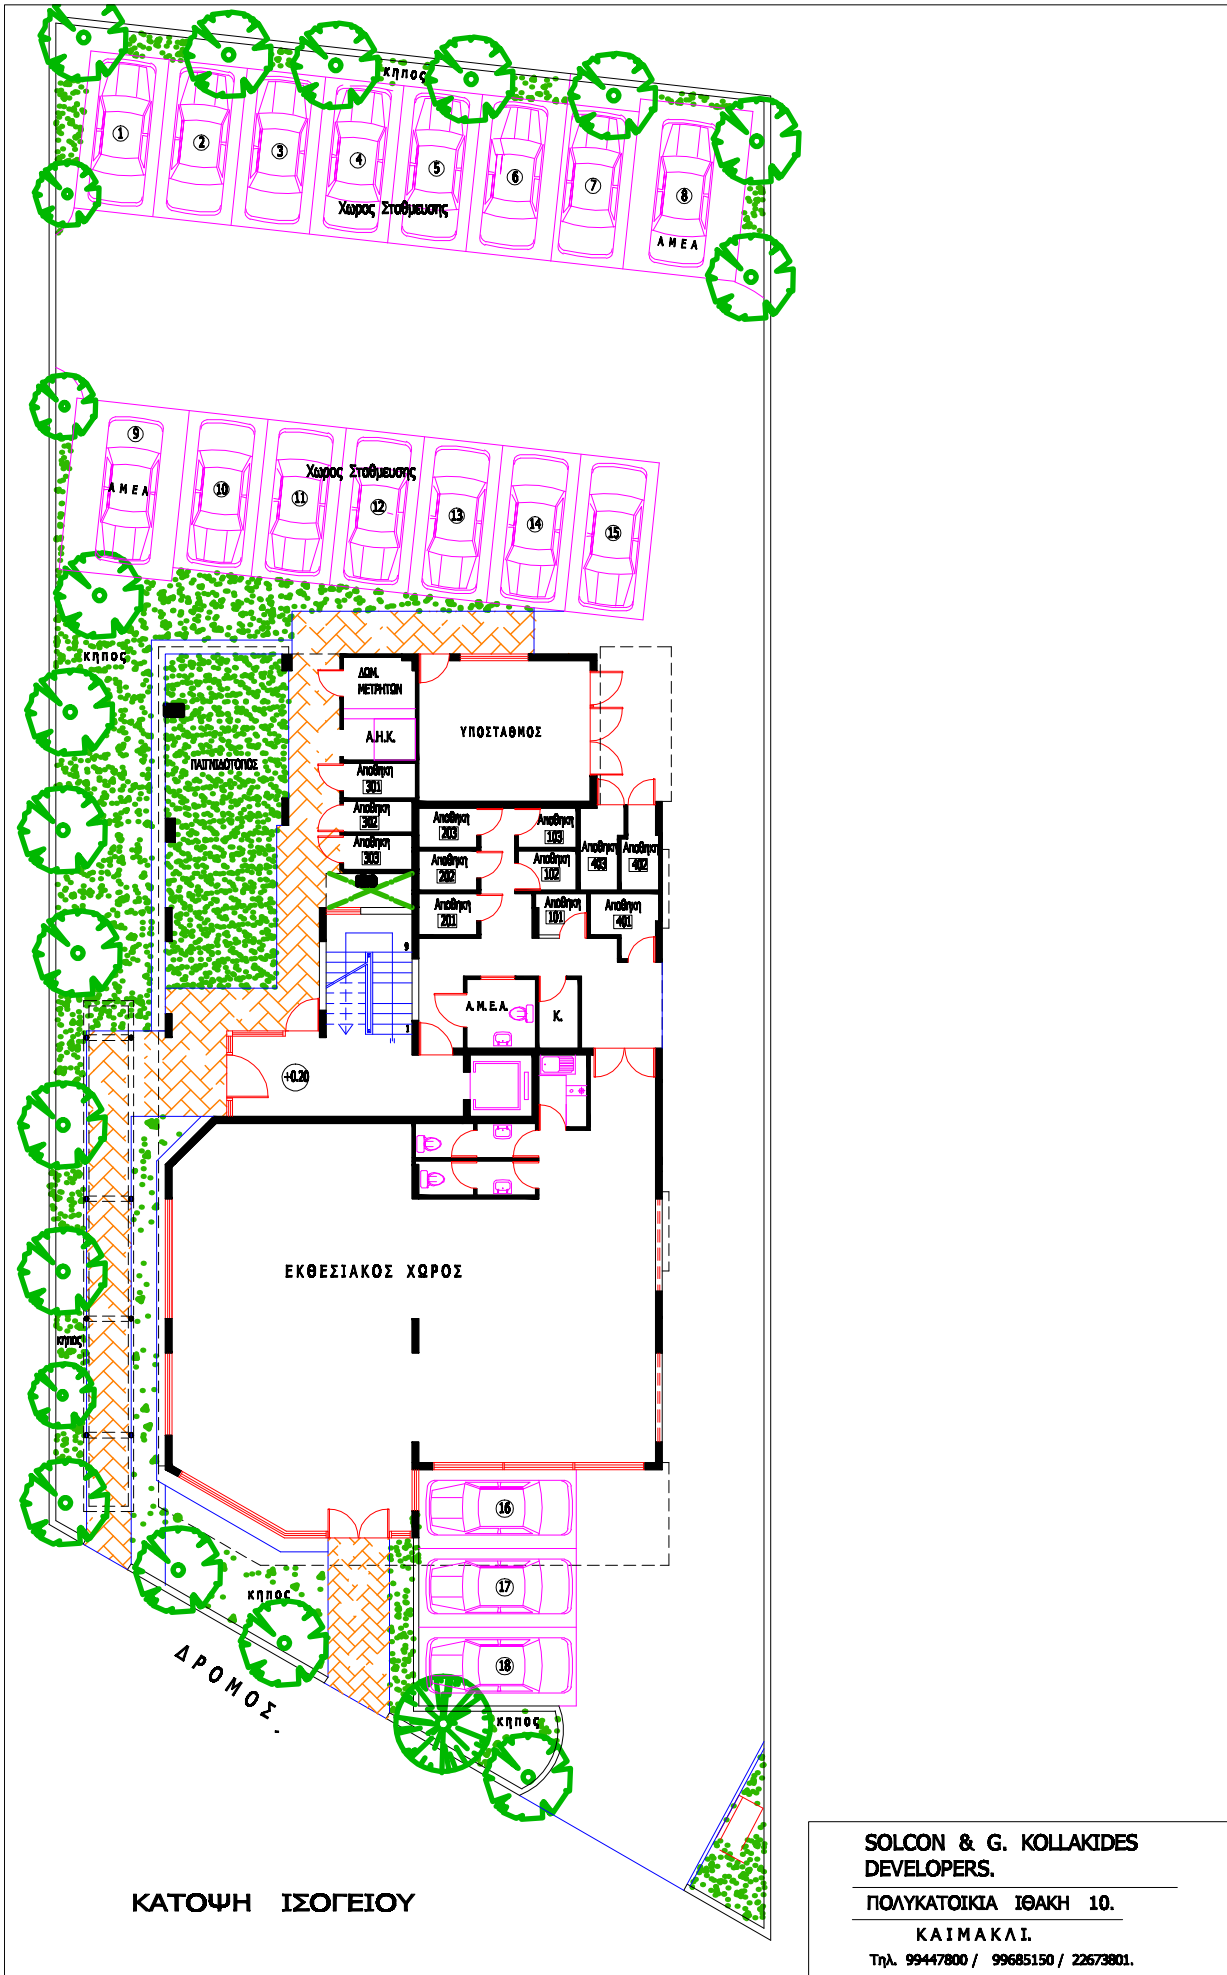 κηπος
1
2
3
4
5
6
7
8
Χωρος Σταθμευσης
ΑΜΕΑ
9
ΑΜΕΑ
Χωρος Σταθμευσης
10
11
12
13
14
15
κηπος
ΔΩΜ.
ΜΕΤΡΗΤΩΝ
Α.Η.Κ.
ΥΠΟΣΤΑΘΜΟΣ
ΠΑΙΓΝΙΔΟΤΟΠΟΣ
Αποθηκη
301
Αποθηκη
302
Αποθηκη
303
Αποθηκη
203
Αποθηκη
103
Αποθηκη
202
Αποθηκη
102
Αποθηκη
403
Αποθηκη
402
Αποθηκη
201
Αποθηκη
101
Αποθηκη
401
9
1
Α.Μ.Ε.Α.
Κ.
+0.20
ΕΚΘΕΣΙΑΚΟΣ ΧΩΡΟΣ
κηπος
16
17
18
κηπος
κηπος
ΔΡΟΜΟΣ.
ΚΑΤΟΨΗ ΙΣΟΓΕΙΟΥ
SOLCON & G. KOLLAKIDES
DEVELOPERS.
ΠΟΛΥΚΑΤΟΙΚΙΑ ΙΘΑΚΗ 10.
ΚΑΙΜΑΚΛΙ.
Τηλ. 99447800 / 99685150 / 22673801.